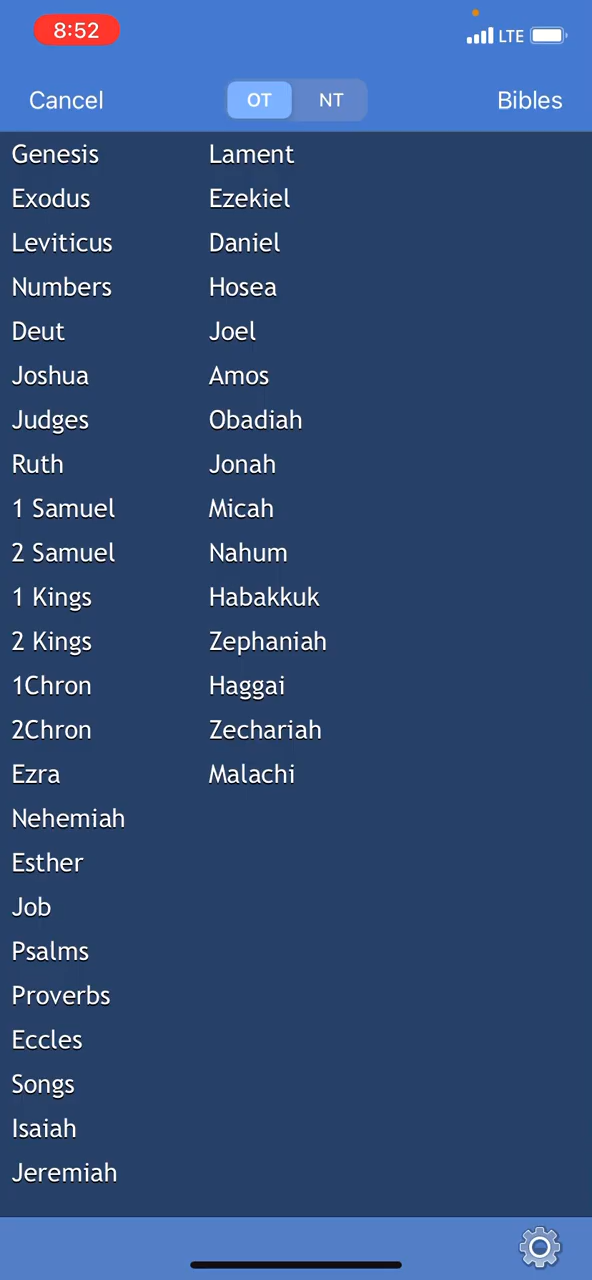 8:52
LTE
Cancel
OT
NT
Bibles
Genesis
Exodus
Leviticus
Numbers
Deut
Joshua
Judges
Ruth
1 Samuel
2 Samuel
1 Kings
2 Kings
1Chron
2Chron
Ezra
Nehemiah
Esther
Job
Psalms
Proverbs
Eccles
Songs
Isaiah
Jeremiah
Lament
Ezekiel
Daniel
Hosea
Joel
Amos
Obadiah
Jonah
Micah
Nahum
Habakkuk
Zephaniah
Haggai
Zechariah
Malachi